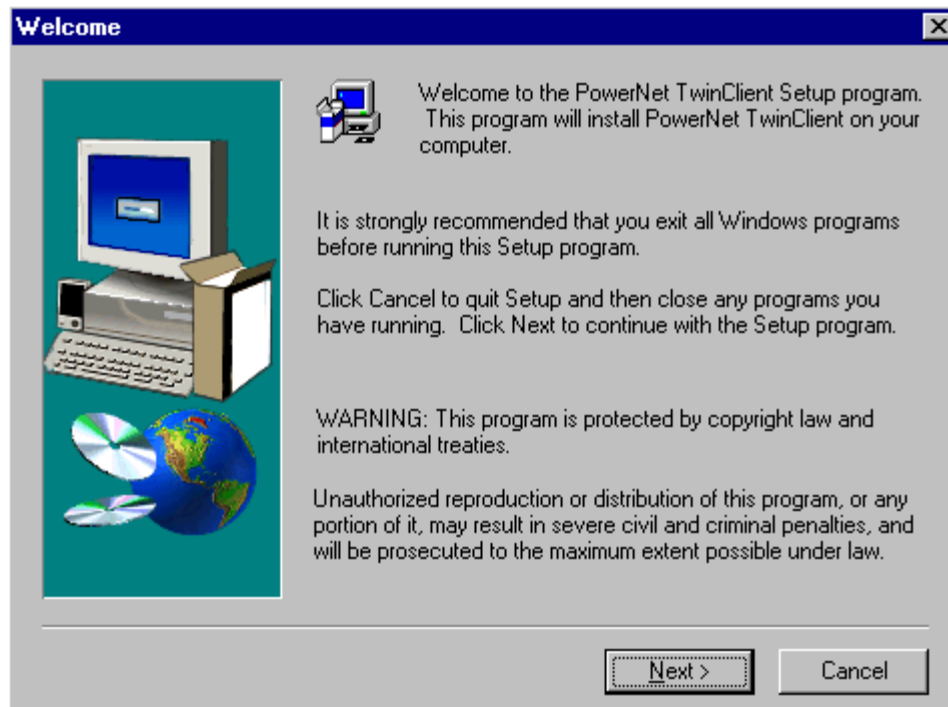 Welcome
Welcome to the PowerNet TwinClient Setup program.
This program will install PowerNet TwinClient on your
computer.
It is strongly recommended that you exit all Windows programs
before running this Setup program.
Click Cancel to quit Setup and then close any programs you
have running.  Click Next to continue with the Setup program.
WARNING: This program is protected by copyright law and
international treaties.
Unauthorized reproduction or distribution of this program, or any
portion of it, may result in severe civil and criminal penalties, and
will be prosecuted to the maximum extent possible under law.
Next >
Cancel